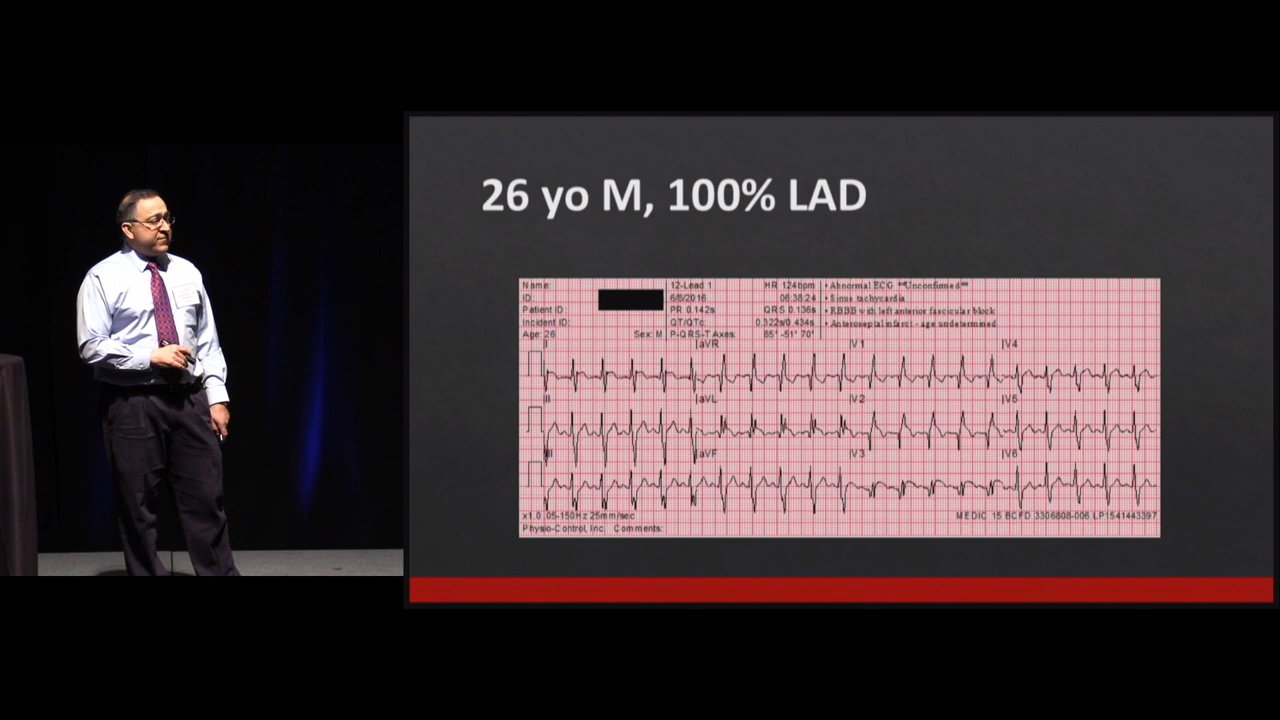 26 yo M, 100% LAD
Name: 12-Lead 1 HR 124bpm • Abnormal ECG **Unconfirmed**
ID: 6/8/2016 06:38:24 • Sinus tachycardia
Patient ID: PR 0.142s QRS 0.136s • RBBB with left anterior fascicular block
Incident ID: QT/QTc: 0.322s/0.434s • Anteroseptal infarct - age undetermined
Age: 26 Sex: M P-QRS-T Axes: 85° -51° 70°
I aVR V1 V4
II aVL V2 V5
III aVF V3 V6
x1.0 .05-150Hz 25mm/sec MEDIC 15 BCFD 3306808-006 LP1541443397
Physio-Control, Inc. Comments: